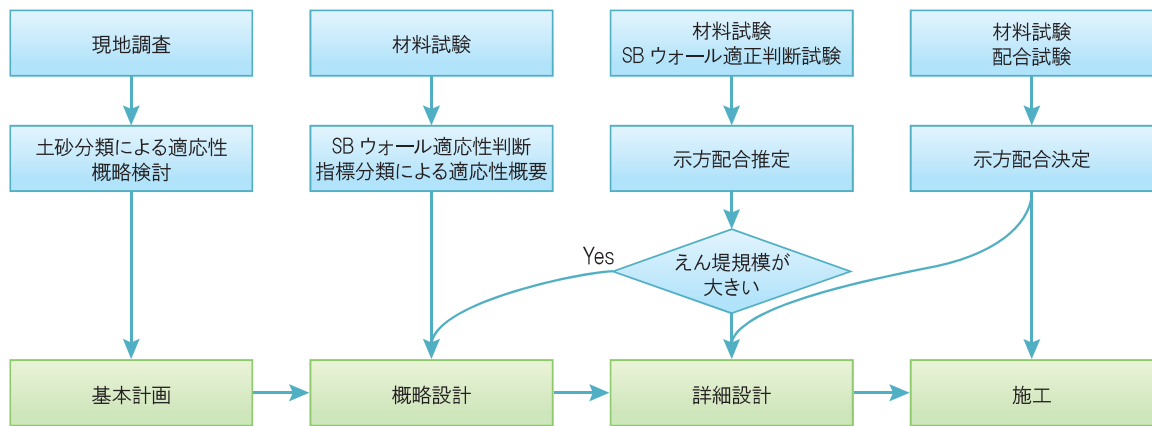 現地調査
材料試験
材料試験
SB ウォール適正判断試験
材料試験
配合試験
土砂分類による適応性
概略検討
SB ウォール適応性判断
指標分類による適応性概要
示方配合推定
示方配合決定
Yes
えん堤規模が
大きい
基本計画
概略設計
詳細設計
施工